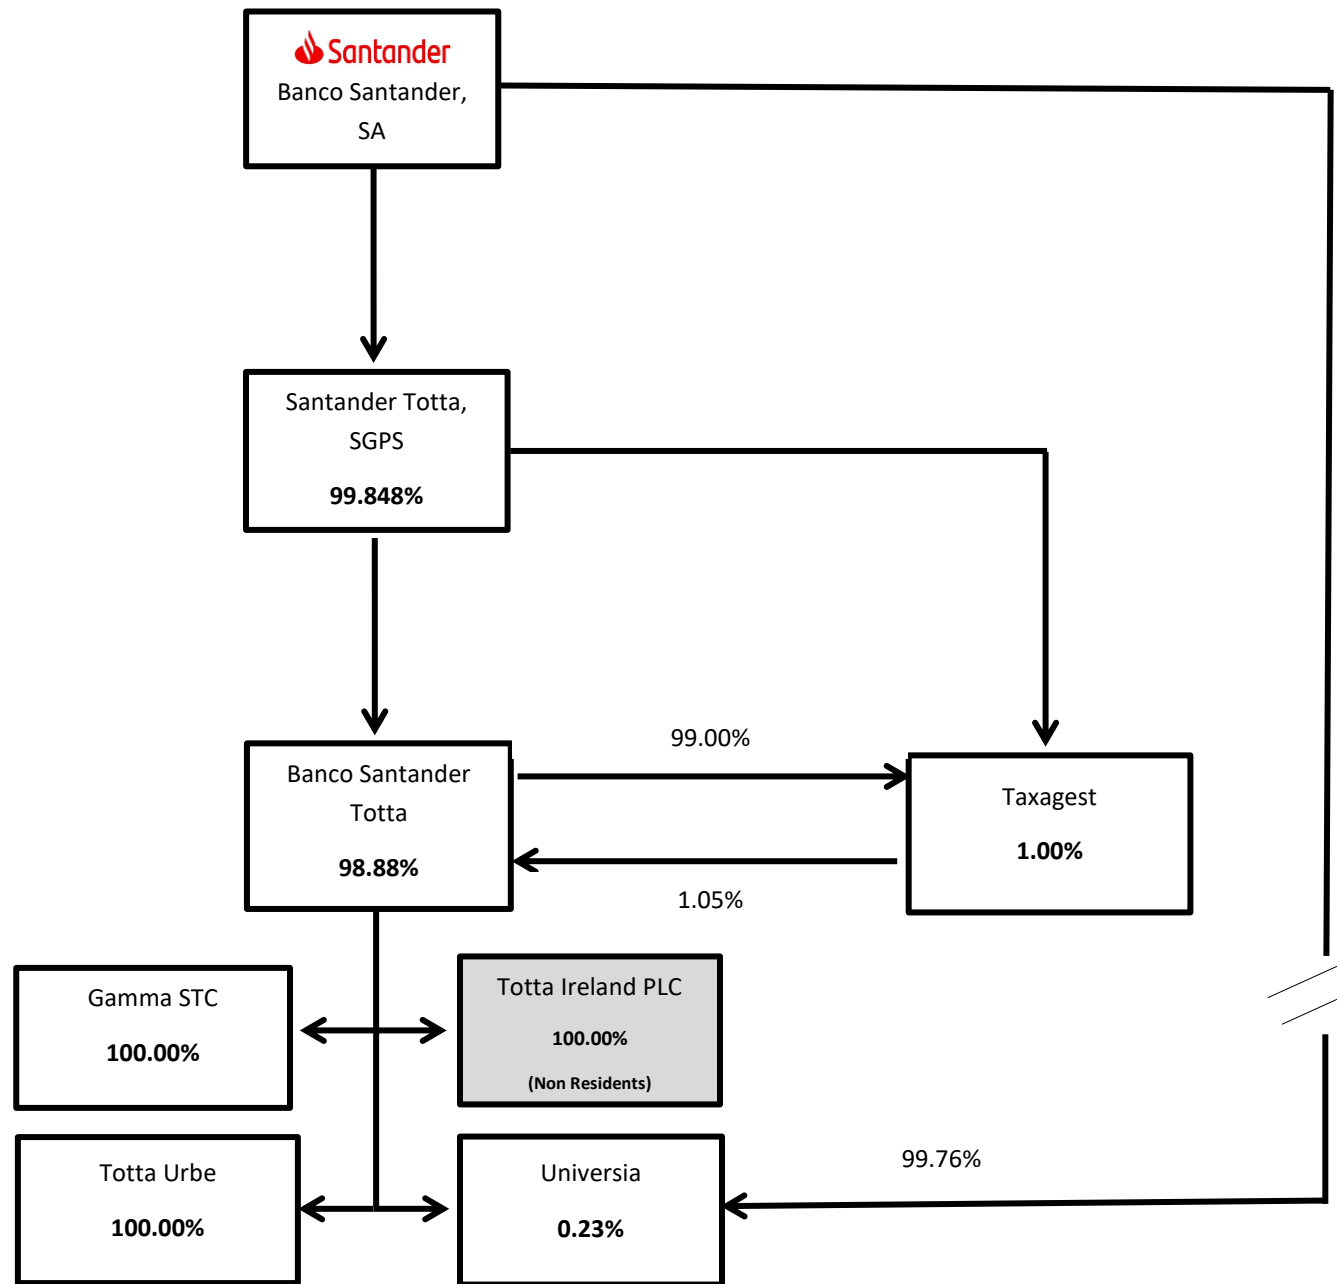 Santander
Banco Santander,
SA
Santander Totta,
SGPS
99.848%
99.00%
Banco Santander
Totta
98.88%
Taxagest
1.00%
1.05%
Gamma STC
100.00%
Totta Ireland PLC
100.00%
(Non Residents)
Totta Urbe
100.00%
Universia
0.23%
99.76%